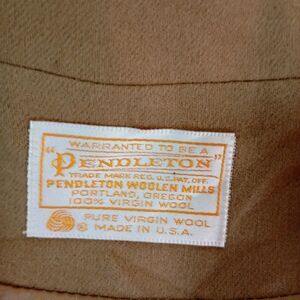 WARRANTED TO BE A
"PENDLETON"
TRADE MARK REG. U.S. PAT. OFF.
PENDLETON WOOLEN MILLS
PORTLAND, OREGON
100% VIRGIN WOOL
PURE VIRGIN WOOL
® MADE IN U.S.A.